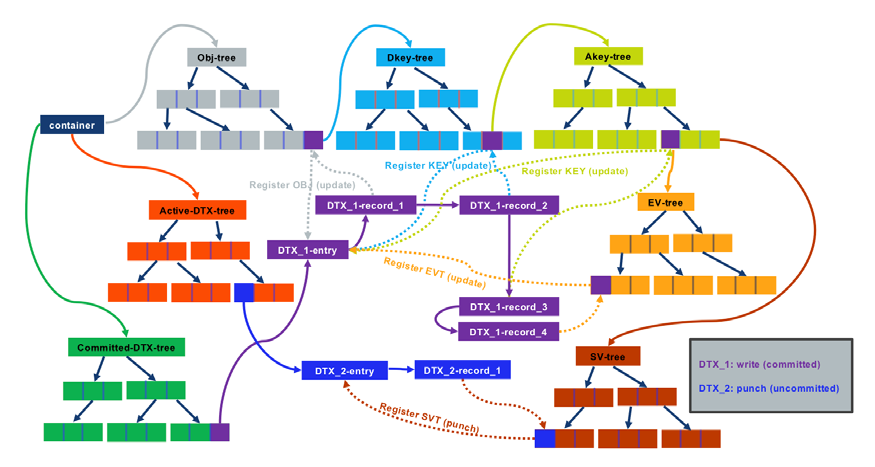 Obj-tree
Dkey-tree
Akey-tree
container
Register KEY (update)
Register KEY (update)
Register OBJ (update)
Active-DTX-tree
DTX_1-record_1
DTX_1-record_2
EV-tree
DTX_1-entry
Register EVT (update)
DTX_1-record_3
DTX_1-record_4
Committed-DTX-tree
SV-tree
DTX_2-entry
DTX_2-record_1
DTX_1: write (committed)
DTX_2: punch (uncommitted)
Register SVT (punch)